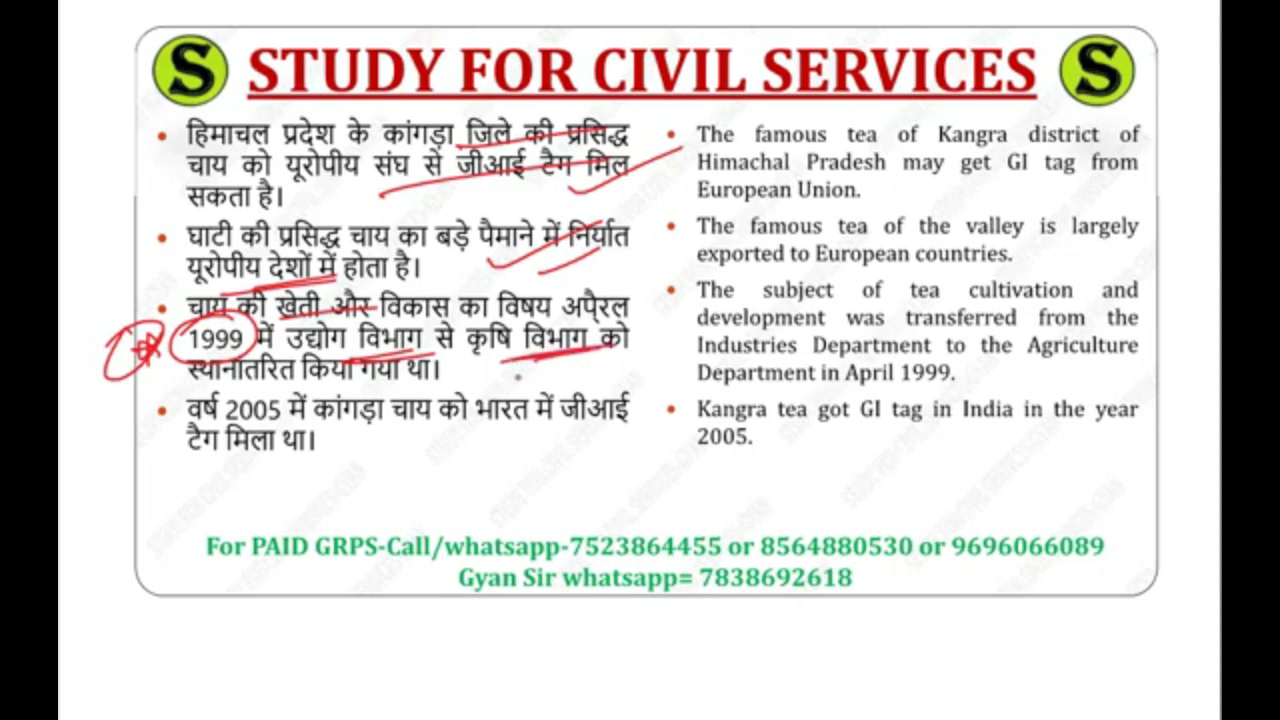 S STUDY FOR CIVIL SERVICES S
हिमाचल प्रदेश के कांगड़ा जिले की प्रसिद्ध
चाय को यूरोपीय संघ से जीआई टैग मिल
सकता है।
घाटी की प्रसिद्ध चाय का बड़े पैमाने में निर्यात
यूरोपीय देशों में होता है।
चाय की खेती और विकास का विषय अपै्रल
1999 में उद्योग विभाग से कृषि विभाग को
स्थानांतरित किया गया था।
वर्ष 2005 में कांगड़ा चाय को भारत में जीआई
टैग मिला था।
The famous tea of Kangra district of
Himachal Pradesh may get GI tag from
European Union.
The famous tea of the valley is largely
exported to European countries.
The subject of tea cultivation and
development was transferred from the
Industries Department to the Agriculture
Department in April 1999.
Kangra tea got GI tag in India in the year
2005.
For PAID GRPS-Call/whatsapp-7523864455 or 8564880530 or 9696066089
Gyan Sir whatsapp= 7838692618